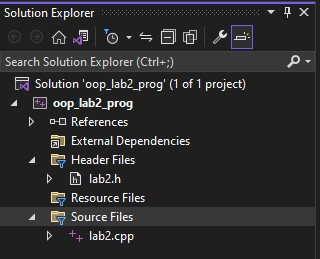 Solution Explorer
Search Solution Explorer (Ctrl+;)
Solution 'oop_lab2_prog' (1 of 1 project)
oop_lab2_prog
References
External Dependencies
Header Files
lab2.h
Resource Files
Source Files
lab2.cpp